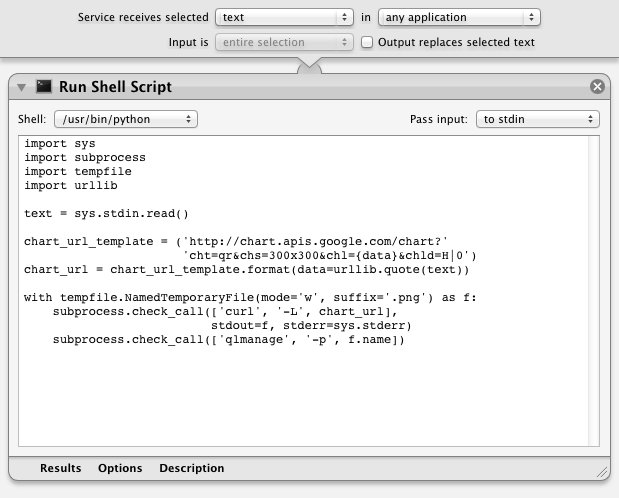 Service receives selected text in any application
Input is entire selection Output replaces selected text
Run Shell Script
Shell: /usr/bin/python Pass input: to stdin
import sys
import subprocess
import tempfile
import urllib
text = sys.stdin.read()
chart_url_template = ('http://chart.apis.google.com/chart?'
'cht=qr&chs=300x300&chl={data}&chld=H|0')
chart_url = chart_url_template.format(data=urllib.quote(text))
with tempfile.NamedTemporaryFile(mode='w', suffix='.png') as f:
subprocess.check_call(['curl', '-L', chart_url],
stdout=f, stderr=sys.stderr)
subprocess.check_call(['qlmanage', '-p', f.name])
Results Options Description